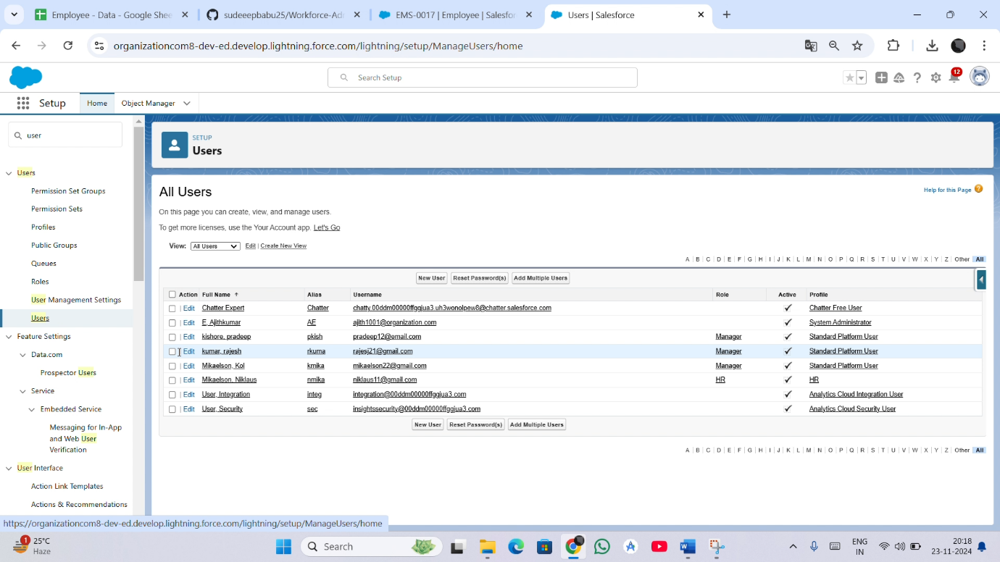 Employee - Data - Google Shee
sudeeepbabu25/Workforce-Ad
EMS-0017 | Employee | Salesfor
Users | Salesforce
organizationcom8-dev-ed.develop.lightning.force.com/lightning/setup/ManageUsers/home
Search Setup
12
Setup
Home
Object Manager
user
SETUP
Users
Users
Permission Set Groups
Permission Sets
Profiles
Public Groups
Queues
Roles
User Management Settings
Users
Feature Settings
Data.com
Prospector Users
Service
Embedded Service
Messaging for In-App
and Web User
Verification
User Interface
Action Link Templates
Actions & Recommendations
All Users
Help for this Page
On this page you can create, view, and manage users.
To get more licenses, use the Your Account app. Let's Go
View: All Users Edit | Create New View
A | B | C | D | E | F | G | H | I | J | K | L | M | N | O | P | Q | R | S | T | U | V | W | X | Y | Z | Other | All
New User Reset Password(s) Add Multiple Users
Action Full Name ↑ Alias Username Role Active Profile
| Edit Chatter Expert Chatter chatty.00ddm00000ffggjua3.uh3wonolpew8@chatter.salesforce.com ✓ Chatter Free User
| Edit E, Ajithkumar AE ajith1001@organization.com ✓ System Administrator
| Edit kishore, pradeep pkish pradeep12@email.com Manager ✓ Standard Platform User
| Edit kumar, rajesh rkuma rajesj21@gmail.com Manager ✓ Standard Platform User
| Edit Mikaelson, Kol kmika mikaelson22@gmail.com Manager ✓ Standard Platform User
| Edit Mikaelson, Niklaus nmika niklaus11@gmail.com HR ✓ HR
| Edit User, Integration integ integration@00ddm00000ffggjua3.com ✓ Analytics Cloud Integration User
| Edit User, Security sec insightssecurity@00ddm00000ffggjua3.com ✓ Analytics Cloud Security User
New User Reset Password(s) Add Multiple Users
A | B | C | D | E | F | G | H | I | J | K | L | M | N | O | P | Q | R | S | T | U | V | W | X | Y | Z | Other | All
https://organizationcom8-dev-ed.develop.lightning.force.com/lightning/setup/ManageUsers/home
1
25°C
Haze
Search
ENG
IN
20:18
23-11-2024